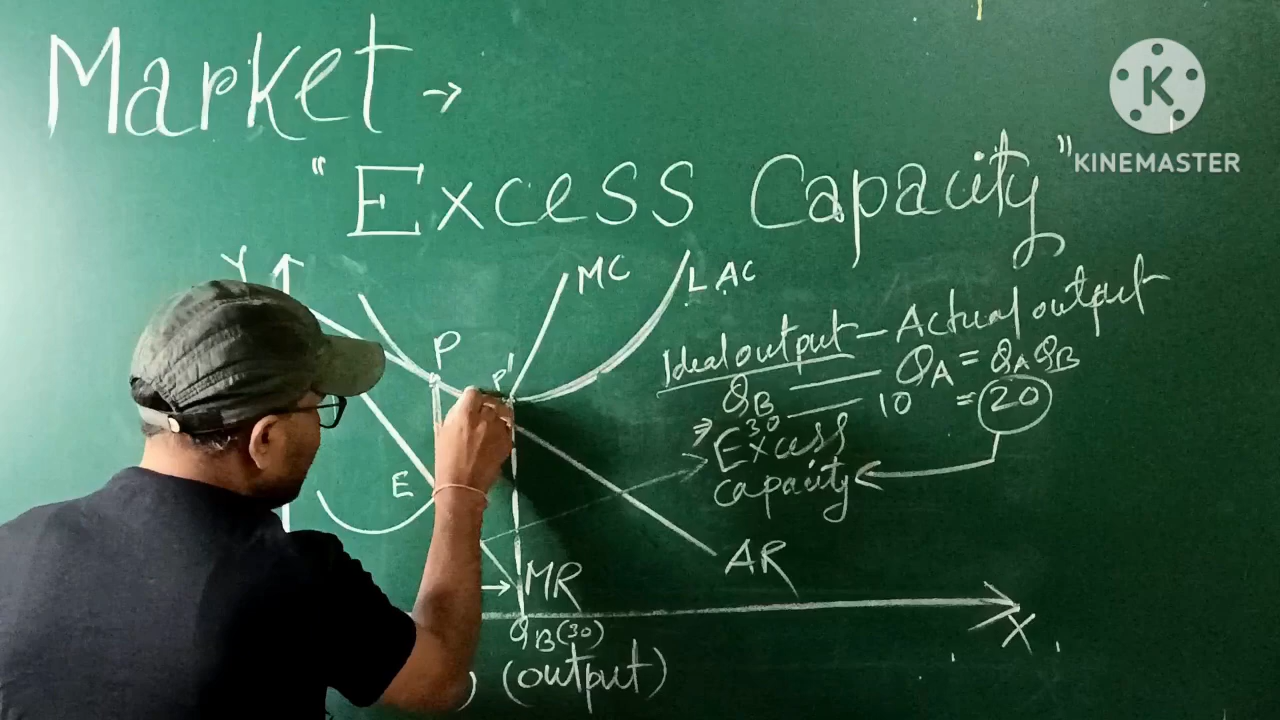 Market →
"Excess Capacity"
K
KINEMASTER
Y
MC
LAC
P
P'
E
Ideal output — Actual output
QB — QA = QA QB
30 — 10 = 20
⇒ Excess
capacity
AR
MR
QB (30)
X
) (output)